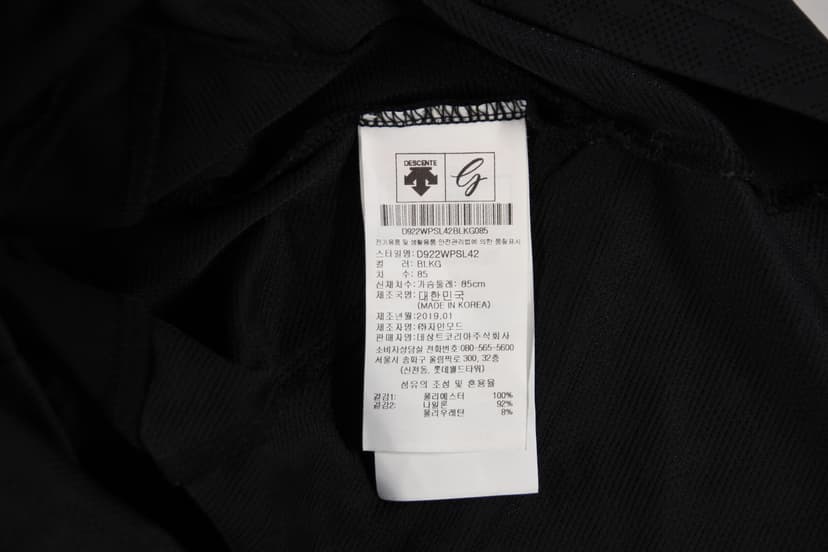 DESCENTE
G
D922WPSL42BLKG085
전기용품 및 생활용품 안전관리법에 의한 품질표시
스타일명:D922WPSL42
컬 러:BLKG
치 수:85
신체치수:가슴둘레: 85cm
제조국명:대한민국
(MADE IN KOREA)
제조년월:2019.01
제조자명:㈜지안모드
판매자명:데상트코리아주식회사
소비자상담실 전화번호:080-565-5600
서울시 송파구 올림픽로 300, 32층
(신천동, 롯데월드타워)
섬유의 조성 및 혼용율
겉감1: 폴리에스터 100%
겉감2: 나일론 92%
폴리우레탄 8%